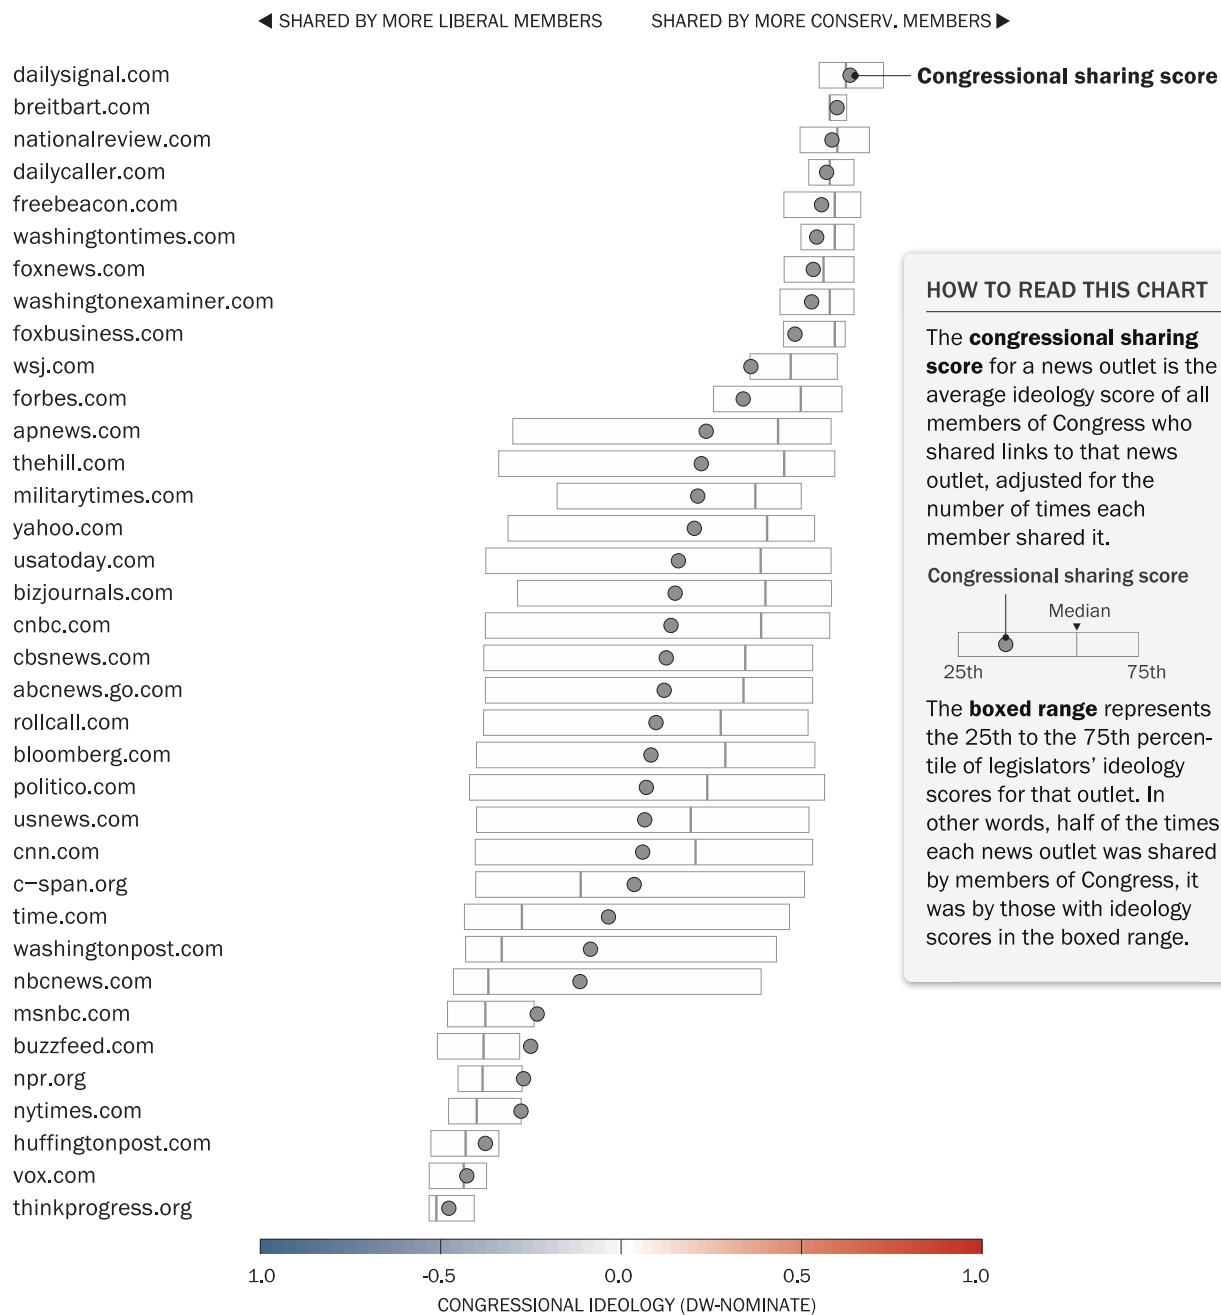 ◀ SHARED BY MORE LIBERAL MEMBERS SHARED BY MORE CONSERV. MEMBERS ▶
dailysignal.com
Congressional sharing score
breitbart.com
nationalreview.com
dailycaller.com
freebeacon.com
washingtontimes.com
foxnews.com
washingtonexaminer.com
foxbusiness.com
wsj.com
forbes.com
apnews.com
thehill.com
militarytimes.com
yahoo.com
usatoday.com
bizjournals.com
cnbc.com
cbsnews.com
abcnews.go.com
rollcall.com
bloomberg.com
politico.com
usnews.com
cnn.com
c−span.org
time.com
washingtonpost.com
nbcnews.com
msnbc.com
buzzfeed.com
npr.org
nytimes.com
huffingtonpost.com
vox.com
thinkprogress.org
HOW TO READ THIS CHART
The congressional sharing
score for a news outlet is the
average ideology score of all
members of Congress who
shared links to that news
outlet, adjusted for the
number of times each
member shared it.
Congressional sharing score
Median
25th 75th
The boxed range represents
the 25th to the 75th percen-
tile of legislators' ideology
scores for that outlet. In
other words, half of the times
each news outlet was shared
by members of Congress, it
was by those with ideology
scores in the boxed range.
1.0 -0.5 0.0 0.5 1.0
CONGRESSIONAL IDEOLOGY (DW-NOMINATE)